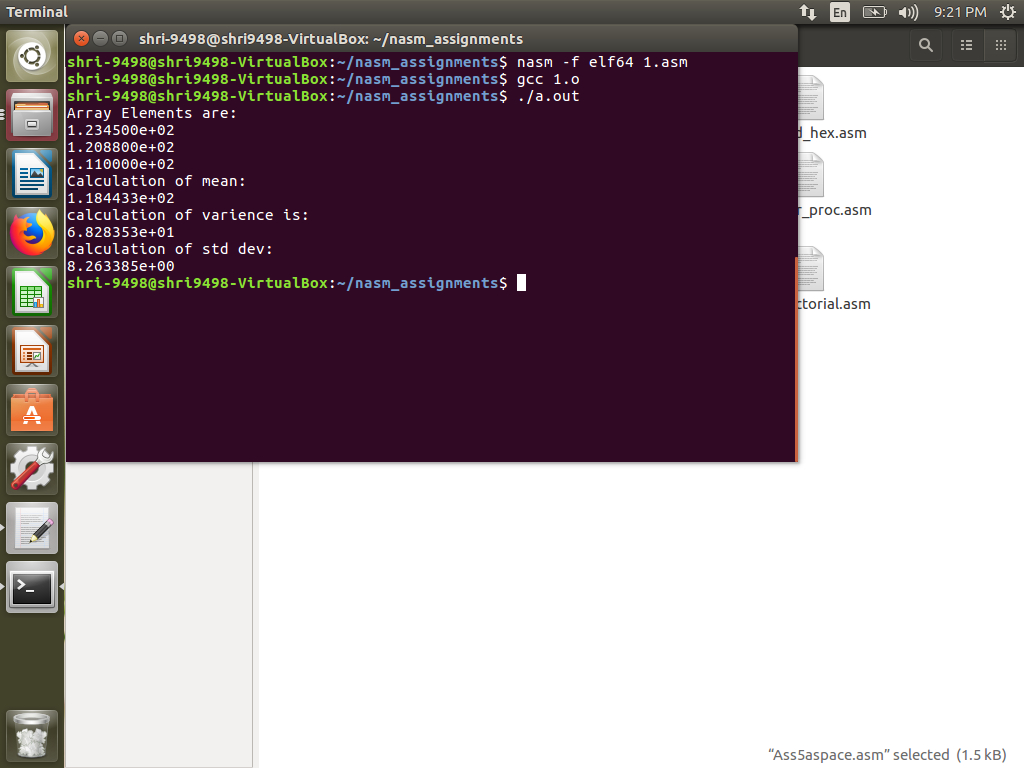 Terminal
En
9:21 PM
shri-9498@shri9498-VirtualBox: ~/nasm_assignments
shri-9498@shri9498-VirtualBox:~/nasm_assignments$ nasm -f elf64 1.asm
shri-9498@shri9498-VirtualBox:~/nasm_assignments$ gcc 1.o
shri-9498@shri9498-VirtualBox:~/nasm_assignments$ ./a.out
Array Elements are:
1.234500e+02
1.208800e+02
1.110000e+02
Calculation of mean:
1.184433e+02
calculation of varience is:
6.828353e+01
calculation of std dev:
8.263385e+00
shri-9498@shri9498-VirtualBox:~/nasm_assignments$
d_hex.asm
r_proc.asm
ctorial.asm
“Ass5aspace.asm” selected (1.5 kB)